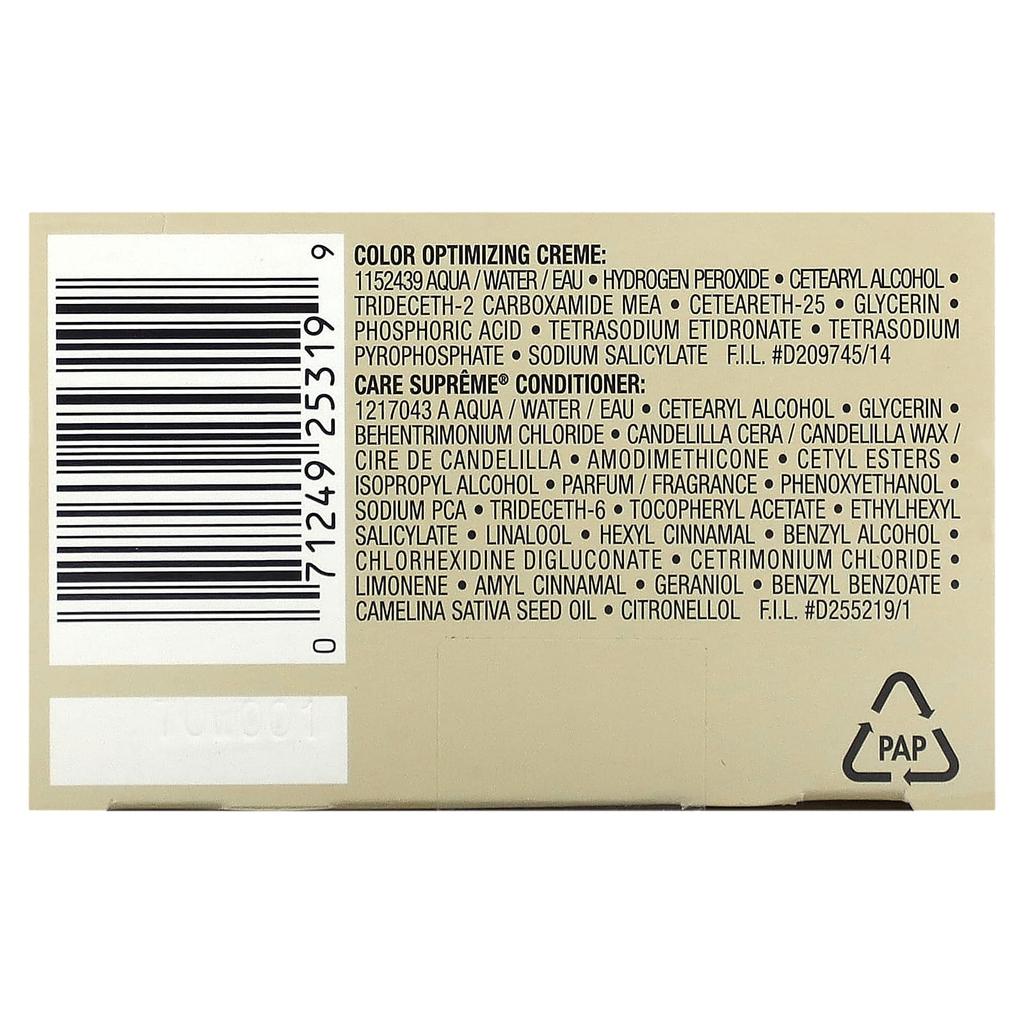 0 71249 25319 9
COLOR OPTIMIZING CREME:
1152439 AQUA / WATER / EAU • HYDROGEN PEROXIDE • CETEARYL ALCOHOL •
TRIDECETH-2 CARBOXAMIDE MEA • CETEARETH-25 • GLYCERIN •
PHOSPHORIC ACID • TETRASODIUM ETIDRONATE • TETRASODIUM
PYROPHOSPHATE • SODIUM SALICYLATE F.I.L. #D209745/14
CARE SUPRÊME® CONDITIONER:
1217043 A AQUA / WATER / EAU • CETEARYL ALCOHOL • GLYCERIN •
BEHENTRIMONIUM CHLORIDE • CANDELILLA CERA / CANDELILLA WAX /
CIRE DE CANDELILLA • AMODIMETHICONE • CETYL ESTERS •
ISOPROPYL ALCOHOL • PARFUM / FRAGRANCE • PHENOXYETHANOL •
SODIUM PCA • TRIDECETH-6 • TOCOPHERYL ACETATE • ETHYLHEXYL
SALICYLATE • LINALOOL • HEXYL CINNAMAL • BENZYL ALCOHOL •
CHLORHEXIDINE DIGLUCONATE • CETRIMONIUM CHLORIDE •
LIMONENE • AMYL CINNAMAL • GERANIOL • BENZYL BENZOATE •
CAMELINA SATIVA SEED OIL • CITRONELLOL F.I.L. #D255219/1
PAP